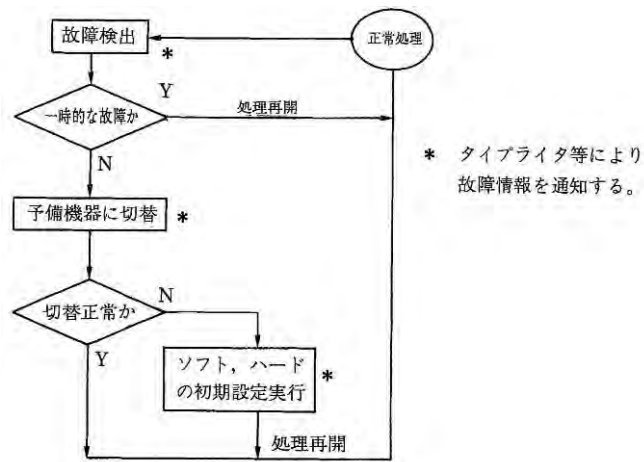 故障検出
*
正常処理
一時的な故障か
Y
処理再開
N
* タイプライタ等により
故障情報を通知する。
予備機器に切替
*
切替正常か
N
Y
ソフト,ハード
の初期設定実行
*
処理再開